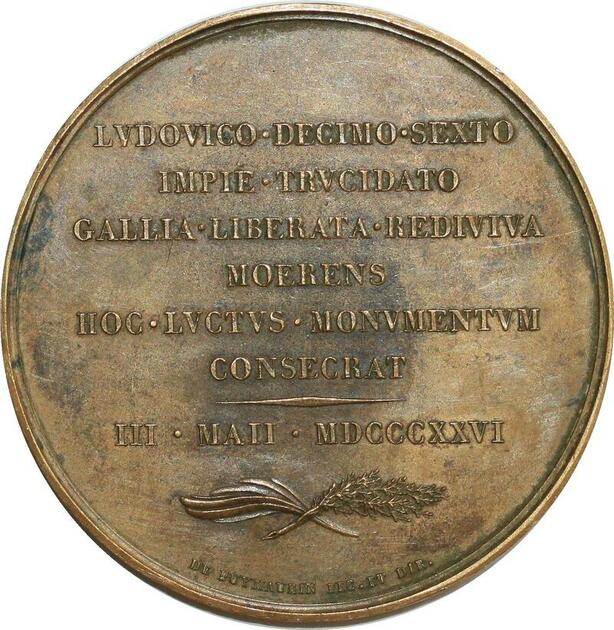 LVDOVICO·DECIMO·SEXTO
IMPIE·TRVCIDATO
GALLIA·LIBERATA·REDIVIVA
MOERENS
HOC·LVCTVS·MONVMENTVM
CONSECRAT
III·MAII·MDCCCXXVI
DE PUYMAURIN LEG. ET DIR.